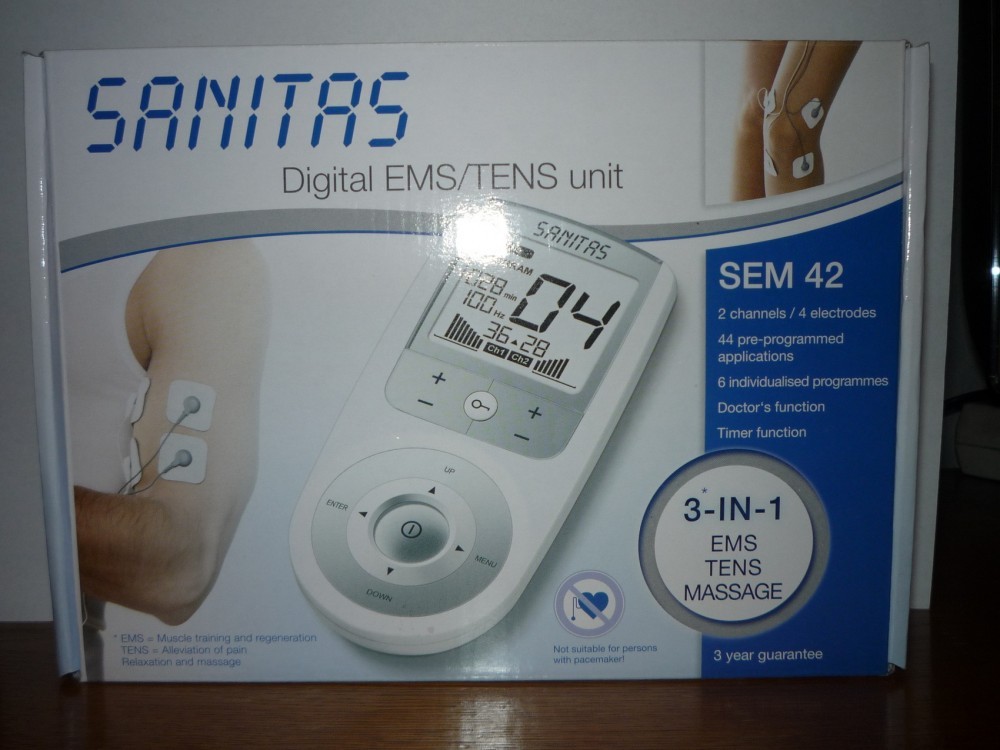 SANITAS
Digital EMS/TENS unit
SANITAS
04
min
100 Hz
36 28
Ch1 Ch2
+
+
−
−
UP
ENTER
MENU
DOWN
SEM 42
2 channels / 4 electrodes
44 pre-programmed
applications
6 individualised programmes
Doctor's function
Timer function
*
3-IN-1
EMS
TENS
MASSAGE
* EMS = Muscle training and regeneration
TENS = Alleviation of pain
Relaxation and massage
Not suitable for persons
with pacemaker!
3 year guarantee